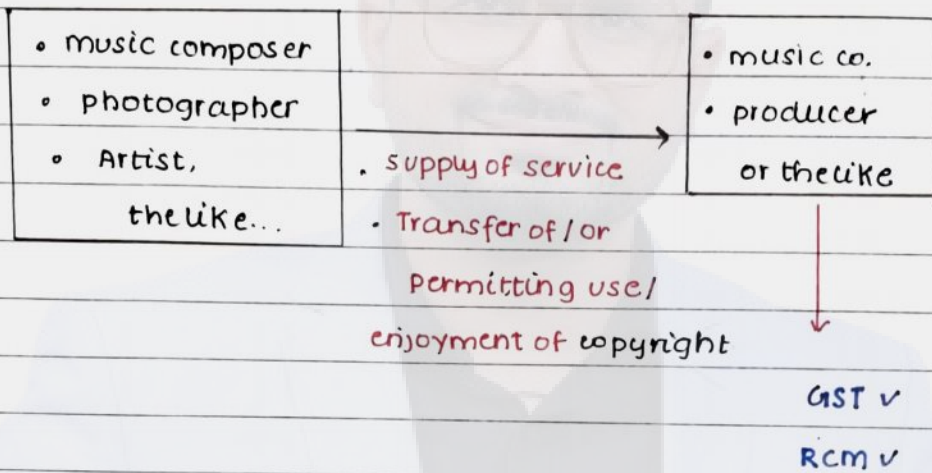 • music composer
• photographer
• Artist,
the like...
• supply of service
• Transfer of / or
permitting use /
enjoyment of copyright
• music co.
• producer
or the like
GST ✓
RCM ✓